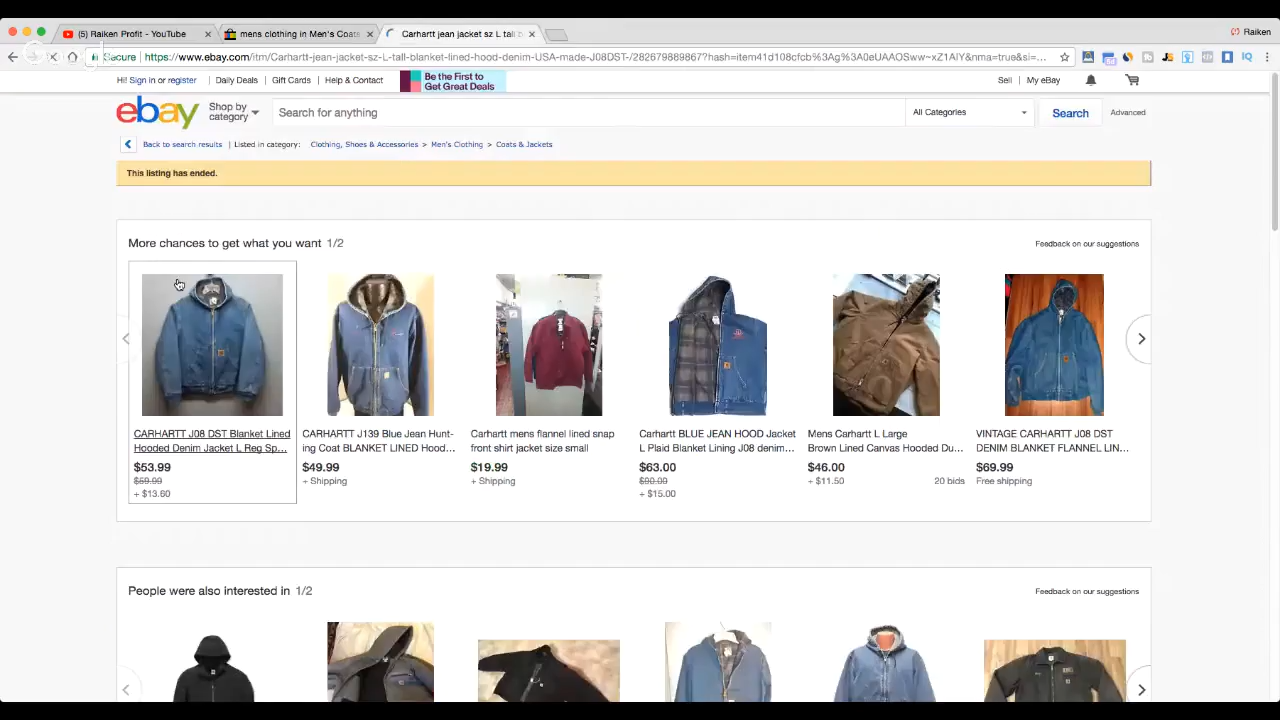 (5) Raiken Profit - YouTube
mens clothing in Men's Coats
Carhartt jean jacket sz L tall b
Raiken
Secure
https://www.ebay.com/itm/Carhartt-jean-jacket-sz-L-tall-blanket-lined-hood-denim-USA-made-J08DST-/282679889867?hash=item41d108cfcb%3Ag%3A0eUAAOSww~xZ1AIY&nma=true&si=...
Hi! Sign in or register
Daily Deals
Gift Cards
Help & Contact
Be the First to
Get Great Deals
Sell
My eBay
ebay
Shop by
category
Search for anything
All Categories
Search
Advanced
Back to search results | Listed in category: Clothing, Shoes & Accessories > Men's Clothing > Coats & Jackets
This listing has ended.
More chances to get what you want 1/2
Feedback on our suggestions
CARHARTT J08 DST Blanket Lined
Hooded Denim Jacket L Reg Sp...
$53.99
$59.99
+ $13.60
CARHARTT J139 Blue Jean Hunt-
ing Coat BLANKET LINED Hood...
$49.99
+ Shipping
Carhartt mens flannel lined snap
front shirt jacket size small
$19.99
+ Shipping
Carhartt BLUE JEAN HOOD Jacket
L Plaid Blanket Lining J08 denim...
$63.00
$90.00
+ $15.00
Mens Carhartt L Large
Brown Lined Canvas Hooded Du...
$46.00
+ $11.50
20 bids
VINTAGE CARHARTT J08 DST
DENIM BLANKET FLANNEL LIN...
$69.99
Free shipping
People were also interested in 1/2
Feedback on our suggestions